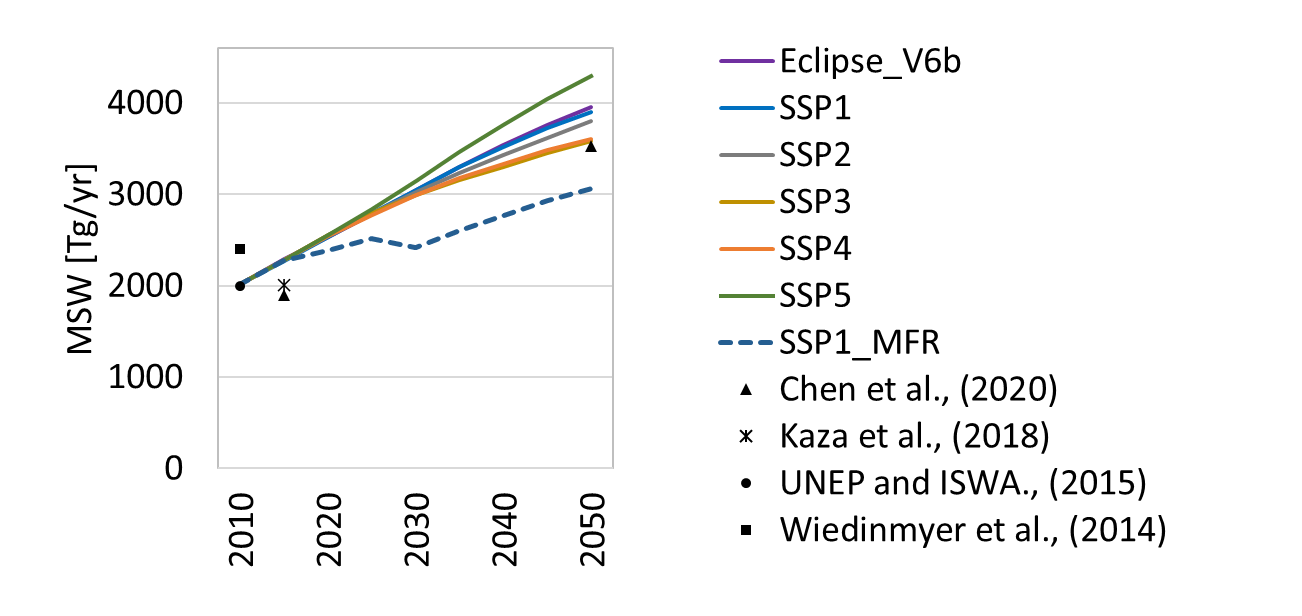 MSW [Tg/yr]
4000
3000
2000
1000
0
2010
2020
2030
2040
2050
Eclipse_V6b
SSP1
SSP2
SSP3
SSP4
SSP5
SSP1_MFR
Chen et al., (2020)
Kaza et al., (2018)
UNEP and ISWA., (2015)
Wiedinmyer et al., (2014)